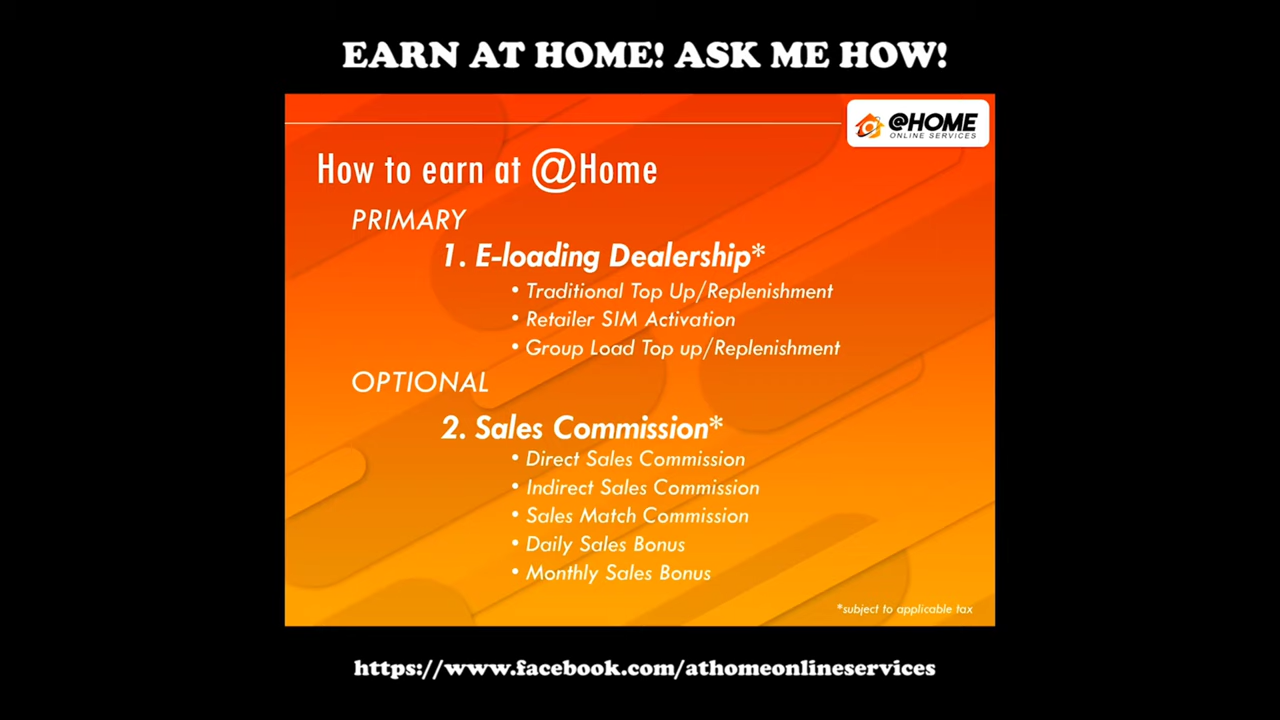 EARN AT HOME! ASK ME HOW!
@HOME
ONLINE SERVICES
How to earn at @Home
PRIMARY
1. E-loading Dealership*
• Traditional Top Up/Replenishment
• Retailer SIM Activation
• Group Load Top up/Replenishment
OPTIONAL
2. Sales Commission*
• Direct Sales Commission
• Indirect Sales Commission
• Sales Match Commission
• Daily Sales Bonus
• Monthly Sales Bonus
*subject to applicable tax
https://www.facebook.com/athomeonlineservices